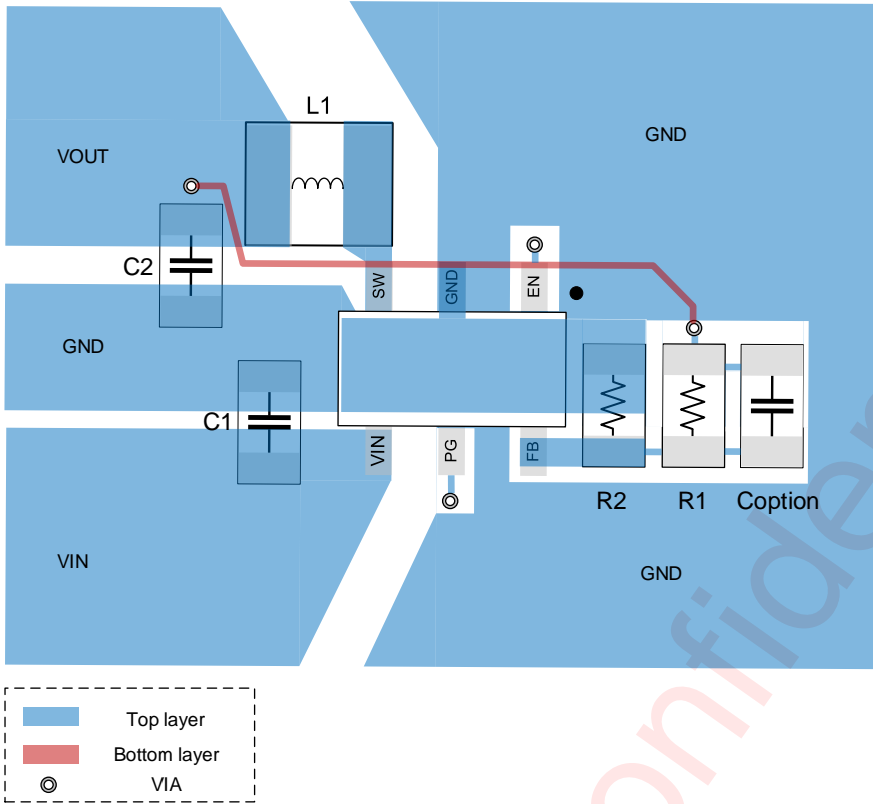 L1
VOUT
GND
C2
SW
GND
EN
GND
C1
VIN
PG
FB
R2
R1
Coption
VIN
GND
Top layer
Bottom layer
VIA
onfiden